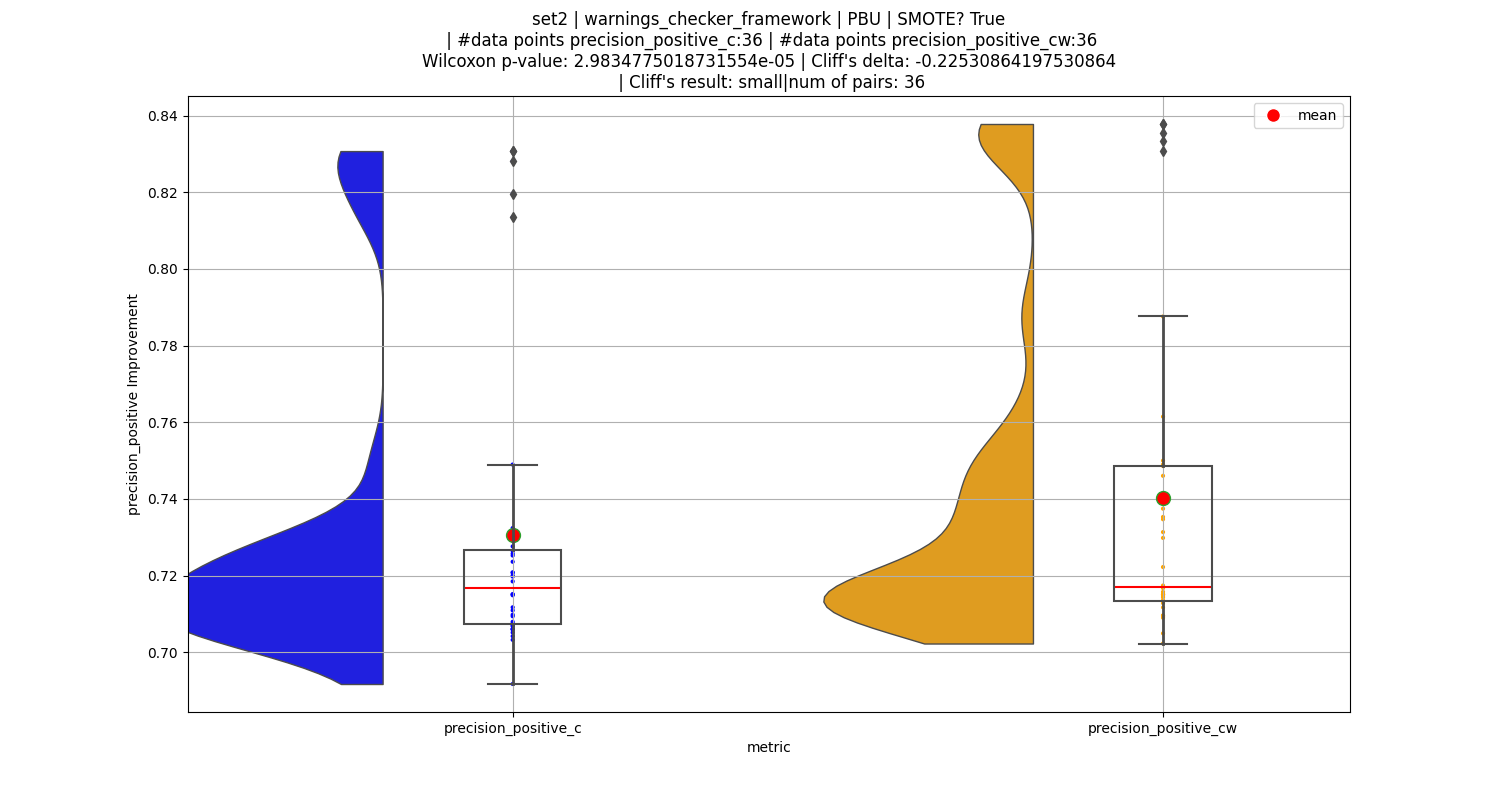 set2 | warnings_checker_framework | PBU | SMOTE? True
| #data points precision_positive_c:36 | #data points precision_positive_cw:36
Wilcoxon p-value: 2.9834775018731554e-05 | Cliff's delta: -0.22530864197530864
| Cliff's result: small|num of pairs: 36
mean
0.84
0.82
0.80
0.78
0.76
0.74
0.72
0.70
precision_positive Improvement
precision_positive_c
precision_positive_cw
metric